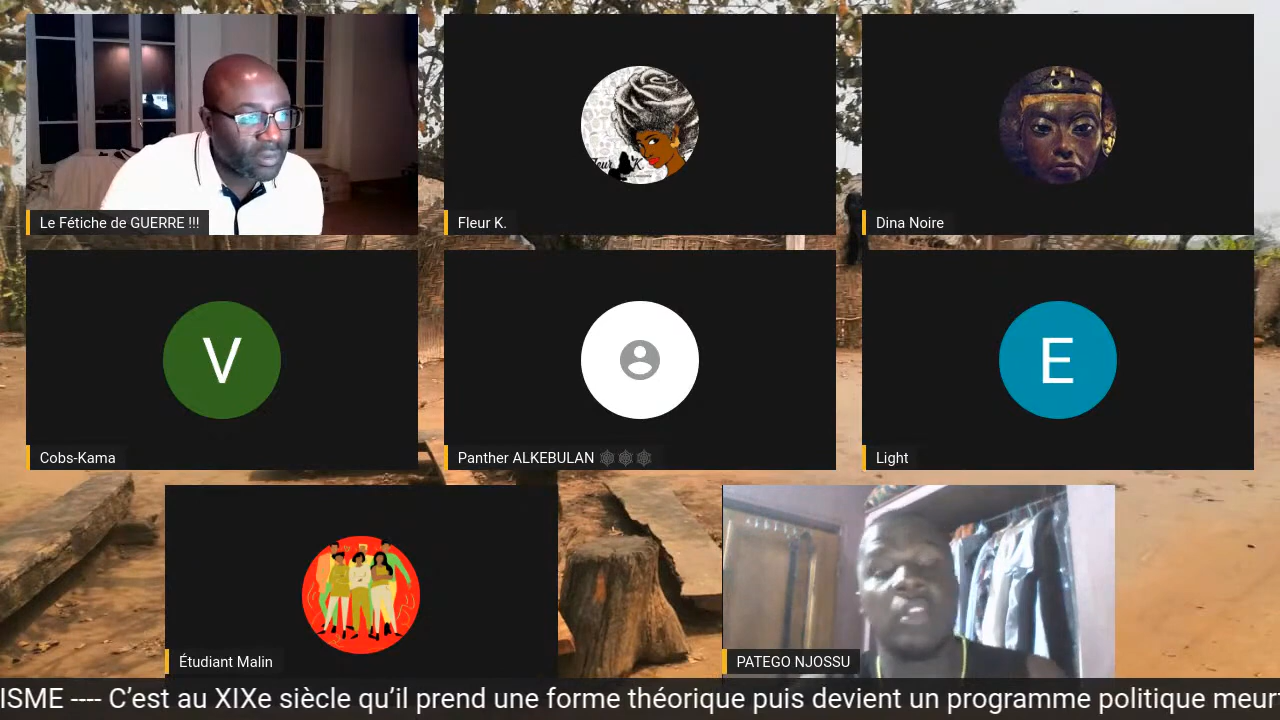 Le Fétiche de GUERRE !!!
Fleur K.
Fleur K.
Dina Noire
V
Cobs-Kama
Panther ALKEBULAN 🕸🕸🕸
E
Light
Étudiant Malin
PATEGO NJOSSU
ISME ---- C’est au XIXe siècle qu’il prend une forme théorique puis devient un programme politique meur